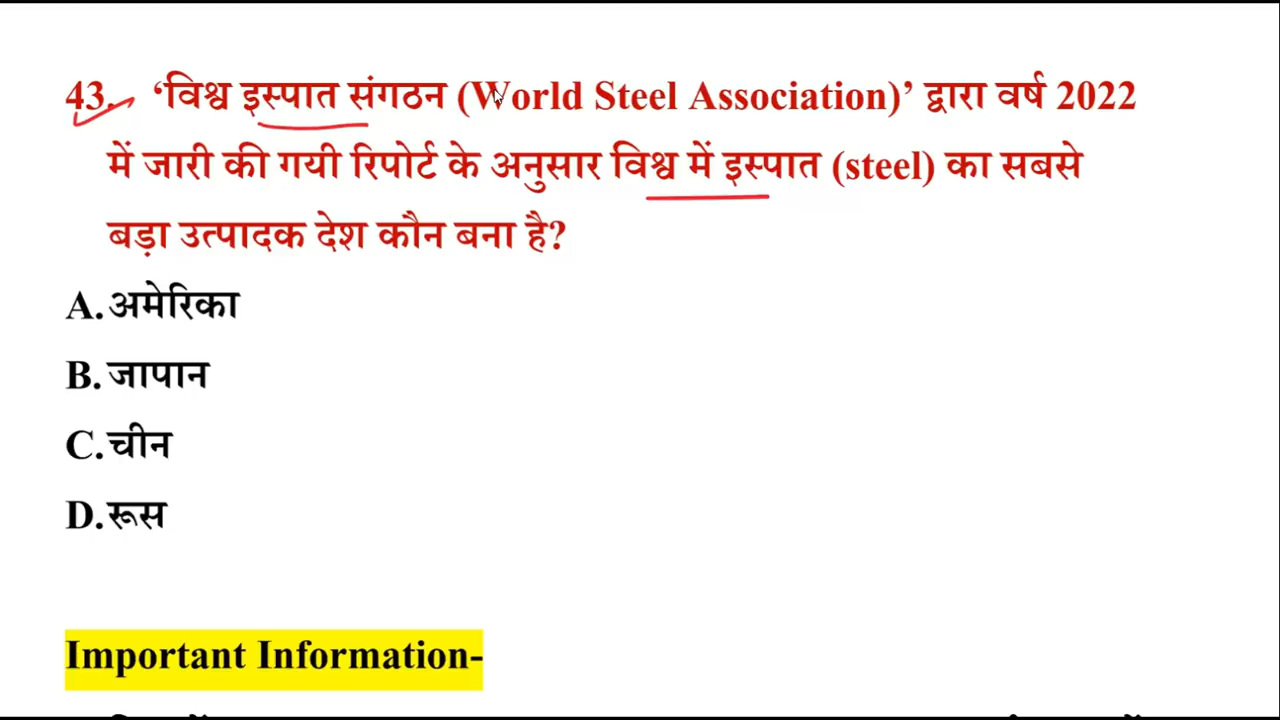 43. ‘विश्व इस्पात संगठन (World Steel Association)’ द्वारा वर्ष 2022
में जारी की गयी रिपोर्ट के अनुसार विश्व में इस्पात (steel) का सबसे
बड़ा उत्पादक देश कौन बना है?
A. अमेरिका
B. जापान
C. चीन
D. रूस
Important Information-